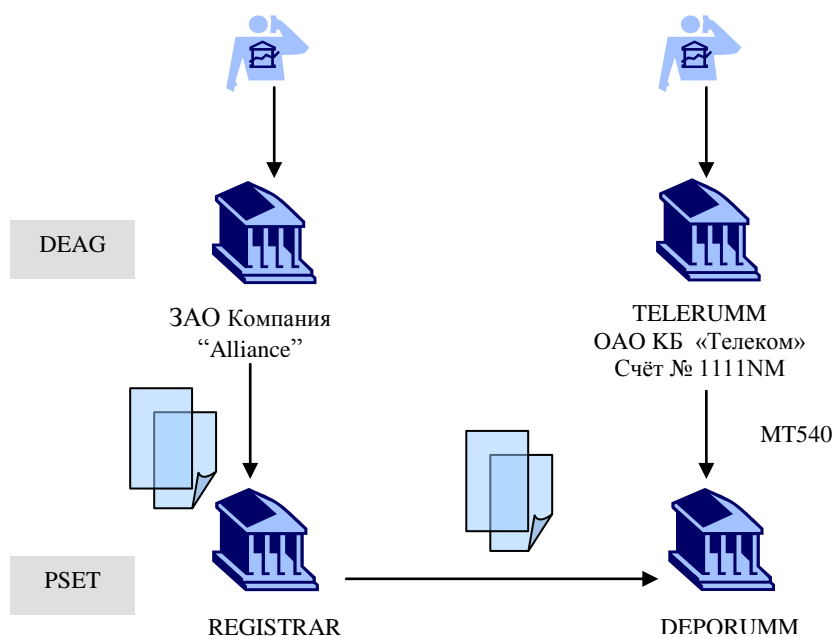 DEAG
ЗАО Компания
“Alliance”
TELERUMM
ОАО КБ «Телеком»
Счёт № 1111NM
MT540
PSET
REGISTRAR
DEPORUMM